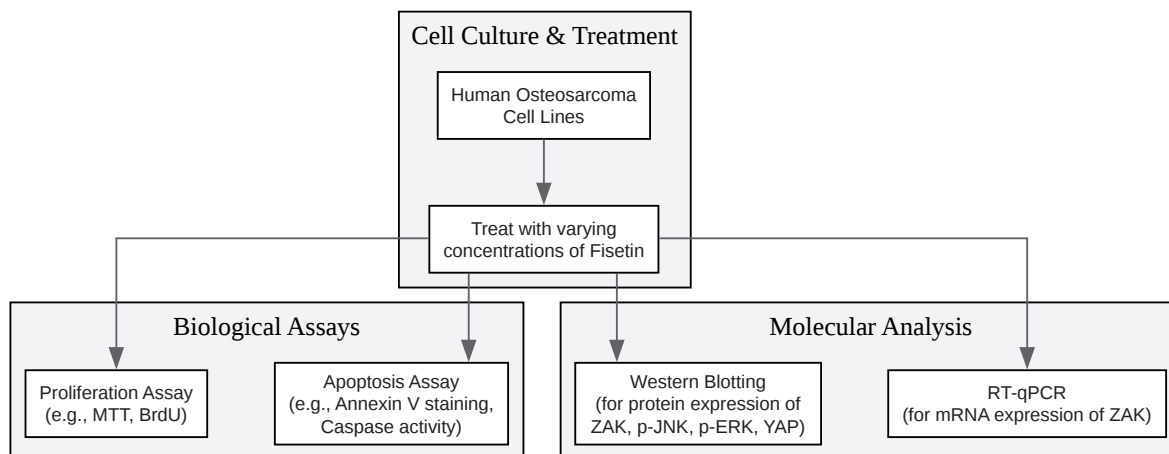 Cell Culture & Treatment
Human Osteosarcoma
Cell Lines
Treat with varying
concentrations of Fisetin
Biological Assays
Proliferation Assay
(e.g., MTT, BrdU)
Apoptosis Assay
(e.g., Annexin V staining,
Caspase activity)
Molecular Analysis
Western Blotting
(for protein expression of
ZAK, p-JNK, p-ERK, YAP)
RT-qPCR
(for mRNA expression of ZAK)